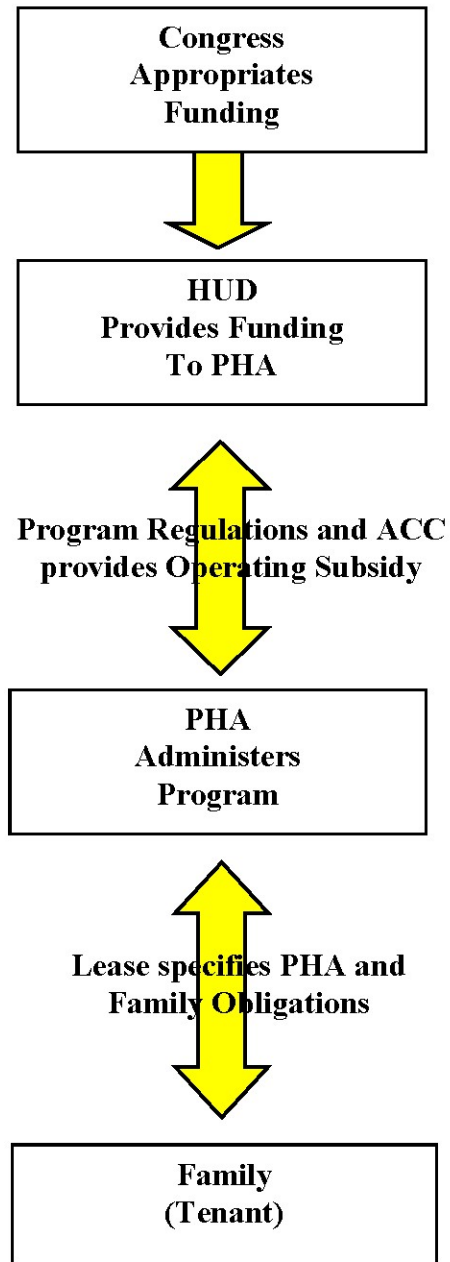 Congress
Appropriates
Funding
HUD
Provides Funding
To PHA
Program Regulations and ACC
provides Operating Subsidy
PHA
Administers
Program
Lease specifies PHA and
Family Obligations
Family
(Tenant)